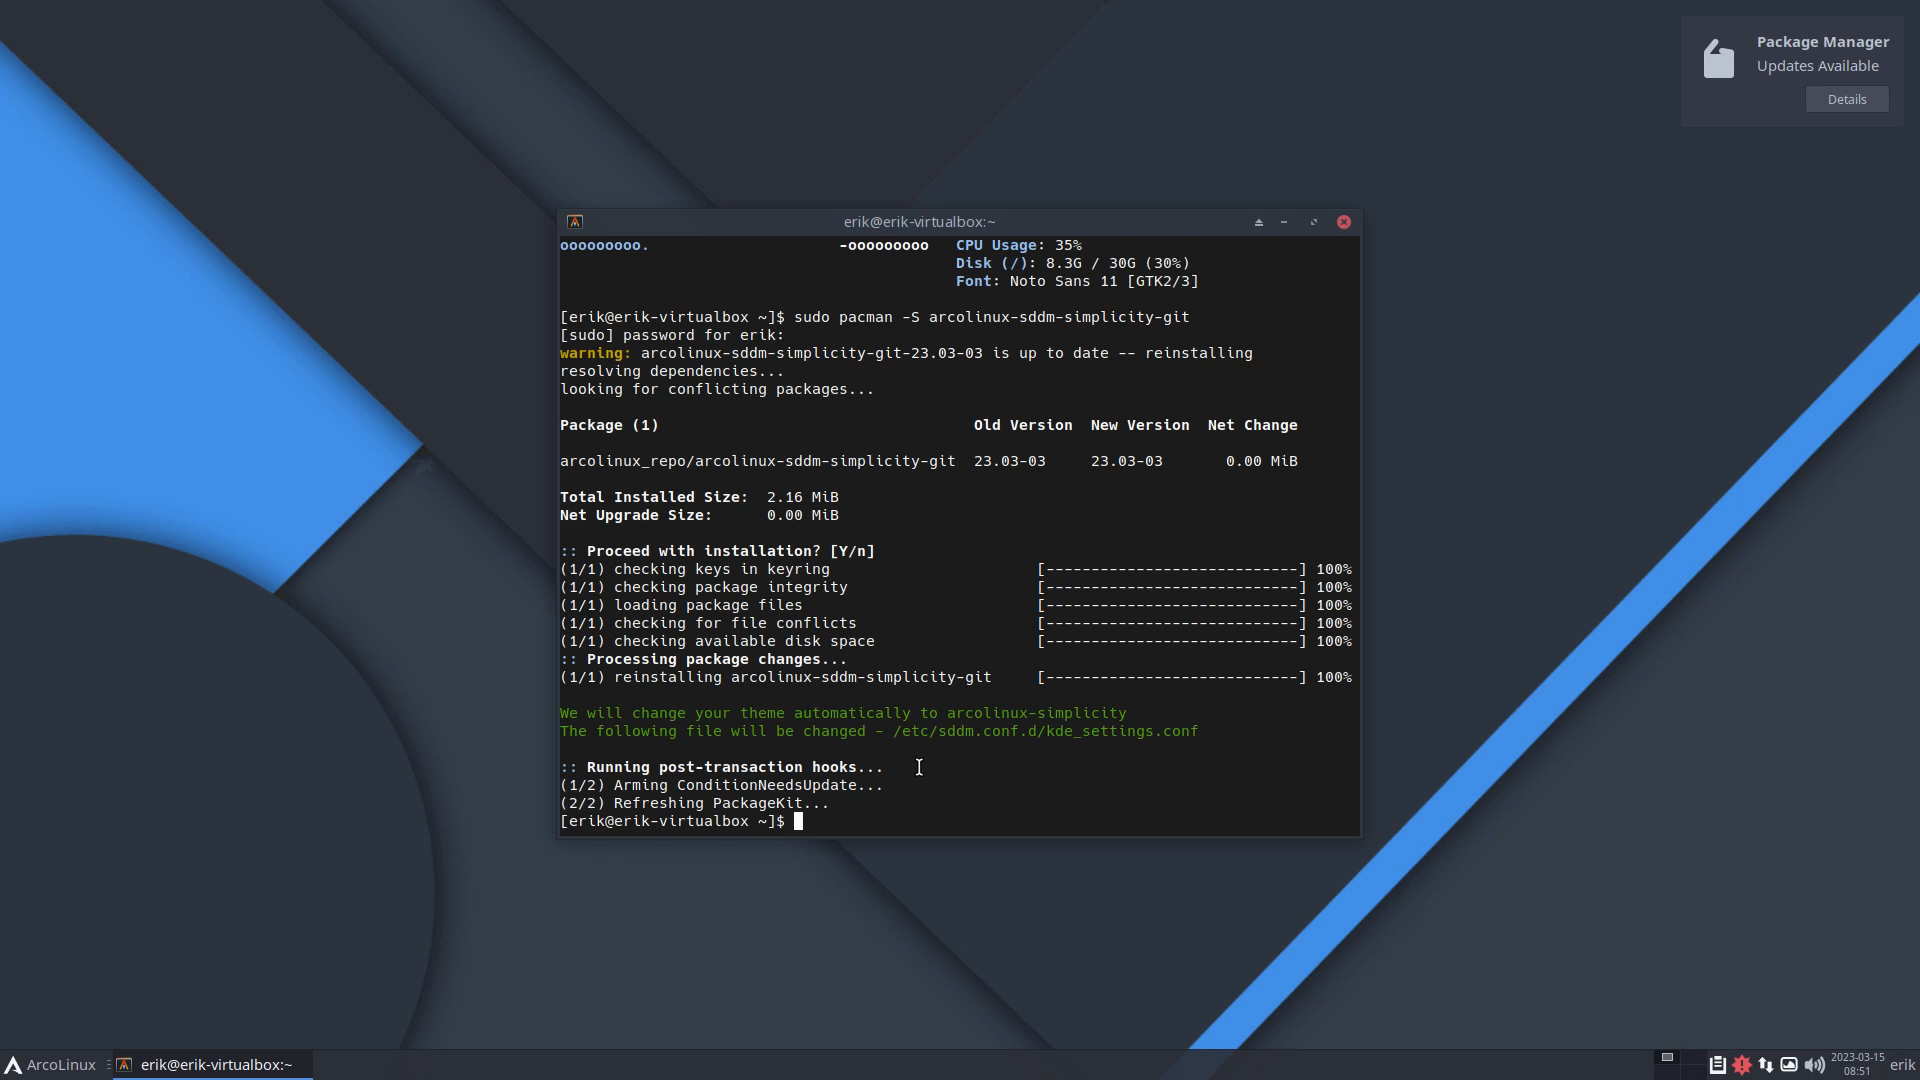 Package Manager
Updates Available
Details
erik@erik-virtualbox:~
ooooooooo.                     -ooooooooo   CPU Usage: 35%
Disk (/): 8.3G / 30G (30%)
Font: Noto Sans 11 [GTK2/3]
[erik@erik-virtualbox ~]$ sudo pacman -S arcolinux-sddm-simplicity-git
[sudo] password for erik:
warning: arcolinux-sddm-simplicity-git-23.03-03 is up to date -- reinstalling
resolving dependencies...
looking for conflicting packages...
Package (1)                                   Old Version  New Version  Net Change
arcolinux_repo/arcolinux-sddm-simplicity-git  23.03-03     23.03-03       0.00 MiB
Total Installed Size:  2.16 MiB
Net Upgrade Size:      0.00 MiB
:: Proceed with installation? [Y/n]
(1/1) checking keys in keyring                       [----------------------------] 100%
(1/1) checking package integrity                     [----------------------------] 100%
(1/1) loading package files                          [----------------------------] 100%
(1/1) checking for file conflicts                    [----------------------------] 100%
(1/1) checking available disk space                  [----------------------------] 100%
:: Processing package changes...
(1/1) reinstalling arcolinux-sddm-simplicity-git     [----------------------------] 100%
We will change your theme automatically to arcolinux-simplicity
The following file will be changed - /etc/sddm.conf.d/kde_settings.conf
:: Running post-transaction hooks...
(1/2) Arming ConditionNeedsUpdate...
(2/2) Refreshing PackageKit...
[erik@erik-virtualbox ~]$
ArcoLinux
erik@erik-virtualbox:~
2023-03-15
08:51
erik